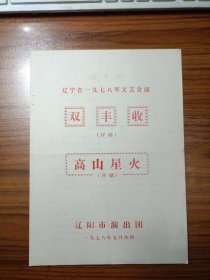 辽宁省一九七八年文艺会演
双丰收
（评剧）
高山星火
（评剧）
辽阳市演出团
一九七八年五月沈阳